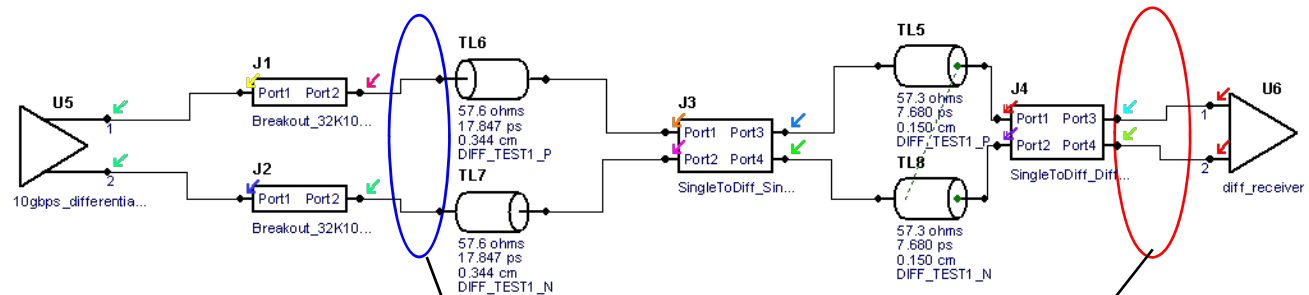 U5
1
2
10gbps_differentia...
J1
Port1 Port2
Breakout_32K10...
J2
Port1 Port2
Breakout_32K10...
TL6
57.6 ohms
17.847 ps
0.344 cm
DIFF_TEST1_P
TL7
57.6 ohms
17.847 ps
0.344 cm
DIFF_TEST1_N
J3
Port1 Port3
Port2 Port4
SingleToDiff_Sin...
TL5
57.3 ohms
7.680 ps
0.150 cm
DIFF_TEST1_P
TL8
57.3 ohms
7.680 ps
0.150 cm
DIFF_TEST1_N
J4
Port1 Port3
Port2 Port4
SingleToDiff_Diff...
U6
1
2
diff_receiver